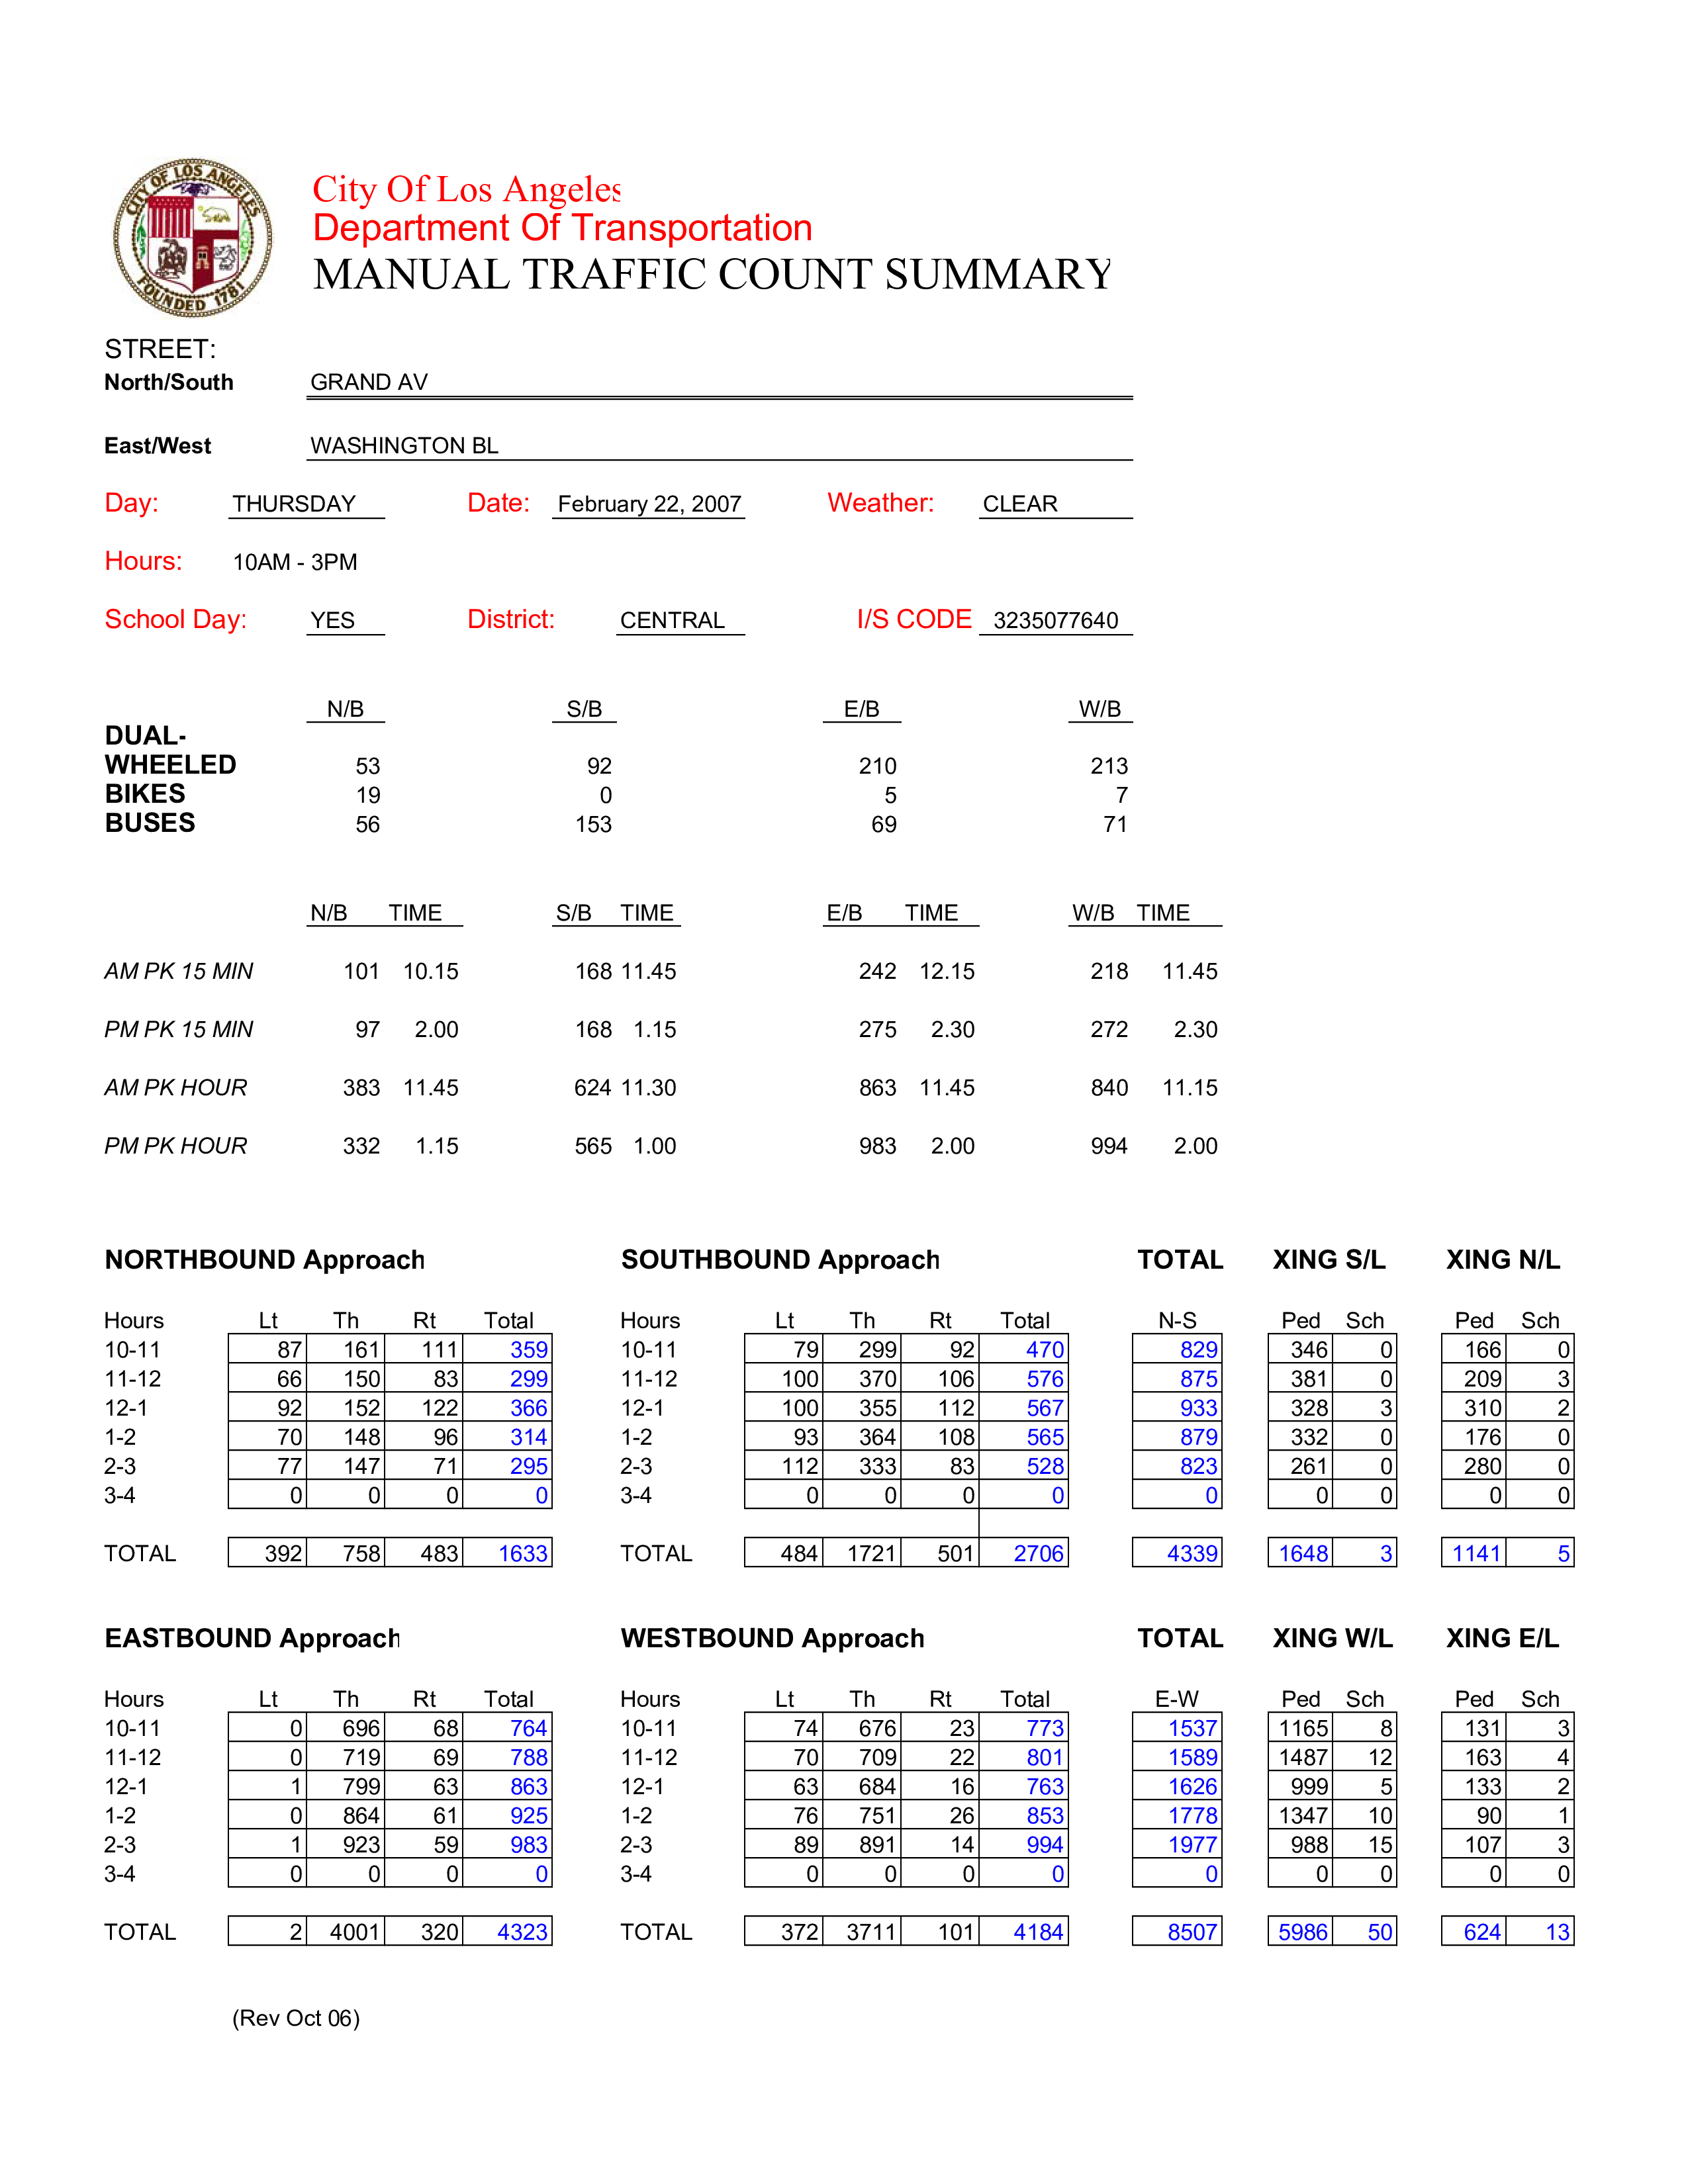 CITY OF LOS ANGELES
FOUNDED 1781
City Of Los Angeles
Department Of Transportation
MANUAL TRAFFIC COUNT SUMMARY
STREET:
North/South GRAND AV
East/West WASHINGTON BL
Day: THURSDAY Date: February 22, 2007 Weather: CLEAR
Hours: 10AM - 3PM
School Day: YES District: CENTRAL I/S CODE 3235077640
N/B S/B E/B W/B
DUAL-
WHEELED 53 92 210 213
BIKES 19 0 5 7
BUSES 56 153 69 71
N/B TIME S/B TIME E/B TIME W/B TIME
AM PK 15 MIN 101 10.15 168 11.45 242 12.15 218 11.45
PM PK 15 MIN 97 2.00 168 1.15 275 2.30 272 2.30
AM PK HOUR 383 11.45 624 11.30 863 11.45 840 11.15
PM PK HOUR 332 1.15 565 1.00 983 2.00 994 2.00
NORTHBOUND Approach SOUTHBOUND Approach TOTAL XING S/L XING N/L
Hours Lt Th Rt Total Hours Lt Th Rt Total N-S Ped Sch Ped Sch
10-11 87 161 111 359 10-11 79 299 92 470 829 346 0 166 0
11-12 66 150 83 299 11-12 100 370 106 576 875 381 0 209 3
12-1 92 152 122 366 12-1 100 355 112 567 933 328 3 310 2
1-2 70 148 96 314 1-2 93 364 108 565 879 332 0 176 0
2-3 77 147 71 295 2-3 112 333 83 528 823 261 0 280 0
3-4 0 0 0 0 3-4 0 0 0 0 0 0 0 0 0
TOTAL 392 758 483 1633 TOTAL 484 1721 501 2706 4339 1648 3 1141 5
EASTBOUND Approach WESTBOUND Approach TOTAL XING W/L XING E/L
Hours Lt Th Rt Total Hours Lt Th Rt Total E-W Ped Sch Ped Sch
10-11 0 696 68 764 10-11 74 676 23 773 1537 1165 8 131 3
11-12 0 719 69 788 11-12 70 709 22 801 1589 1487 12 163 4
12-1 1 799 63 863 12-1 63 684 16 763 1626 999 5 133 2
1-2 0 864 61 925 1-2 76 751 26 853 1778 1347 10 90 1
2-3 1 923 59 983 2-3 89 891 14 994 1977 988 15 107 3
3-4 0 0 0 0 3-4 0 0 0 0 0 0 0 0 0
TOTAL 2 4001 320 4323 TOTAL 372 3711 101 4184 8507 5986 50 624 13
(Rev Oct 06)